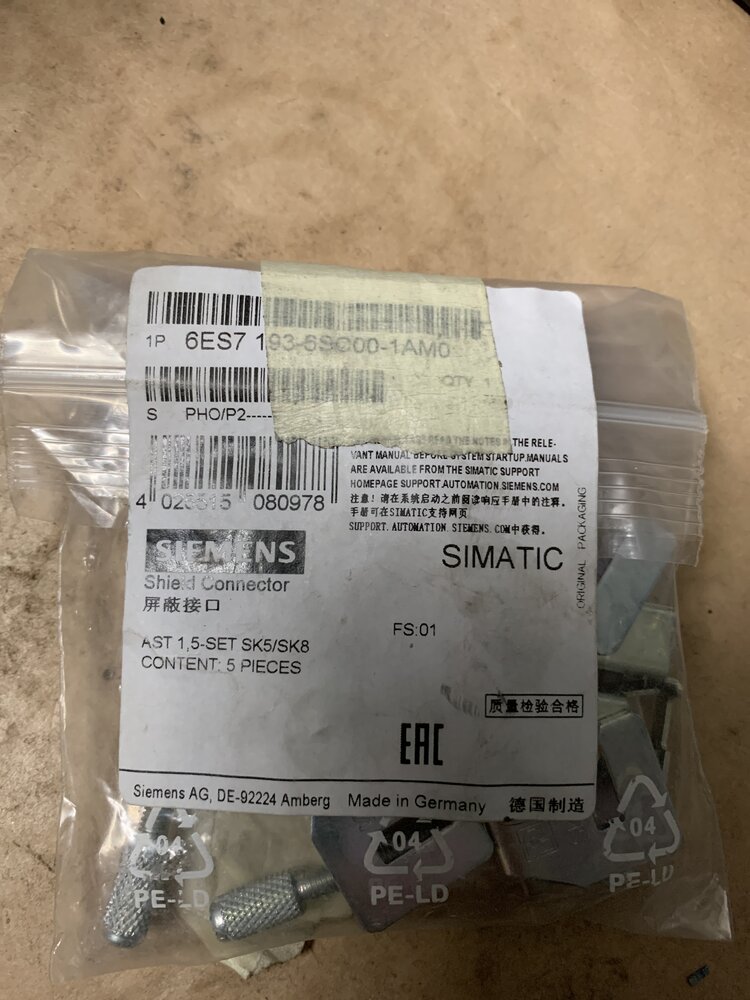 1P 6ES7 193-6SC00-1AM0
QTY 1
S PHO/P2-----
READ THE NOTES IN THE RELE-
VANT MANUAL BEFORE SYSTEM STARTUP.MANUALS
ARE AVAILABLE FROM THE SIMATIC SUPPORT
HOMEPAGE SUPPORT.AUTOMATION.SIEMENS.COM
注意！请在系统启动之前阅读响应手册中的注释。
手册可在SIMATIC支持网页
SUPPORT.AUTOMATION.SIEMENS.COM中获得。
4 025515 080978
SIEMENS
SIMATIC
ORIGINAL PACKAGING
Shield Connector
屏蔽接口
AST 1,5-SET SK5/SK8
CONTENT: 5 PIECES
FS:01
质量检验合格
EAC
Siemens AG, DE-92224 Amberg Made in Germany 德国制造
04
PE-LD
04
PE-LD
04
PE-LD